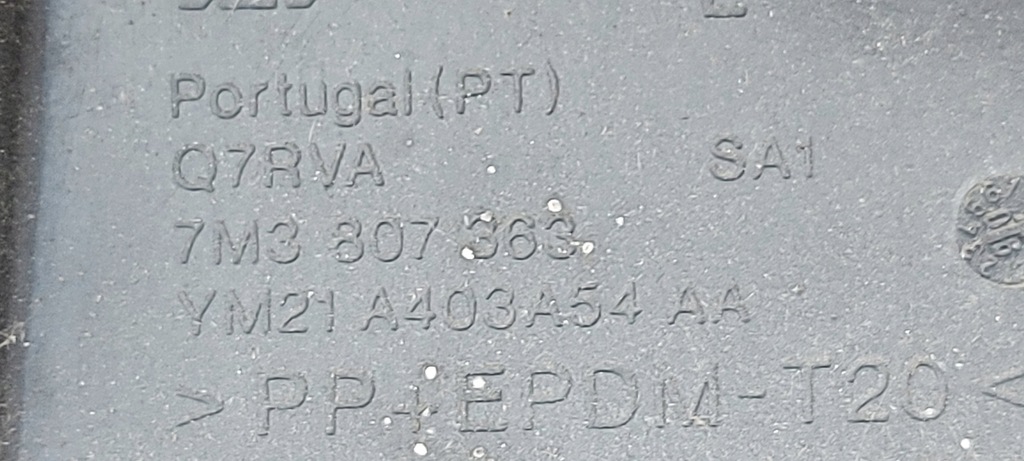 Portugal(PT)
Q7RVA SA1
7M3 807 363
YM21 A403A54 AA
>PP+EPDM-T20<